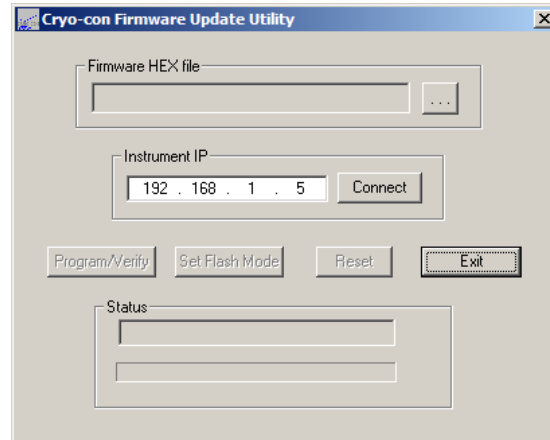 Cryo-con Firmware Update Utility
Firmware HEX file
...
Instrument IP
192 . 168 . 1 . 5
Connect
Program/Verify
Set Flash Mode
Reset
Exit
Status